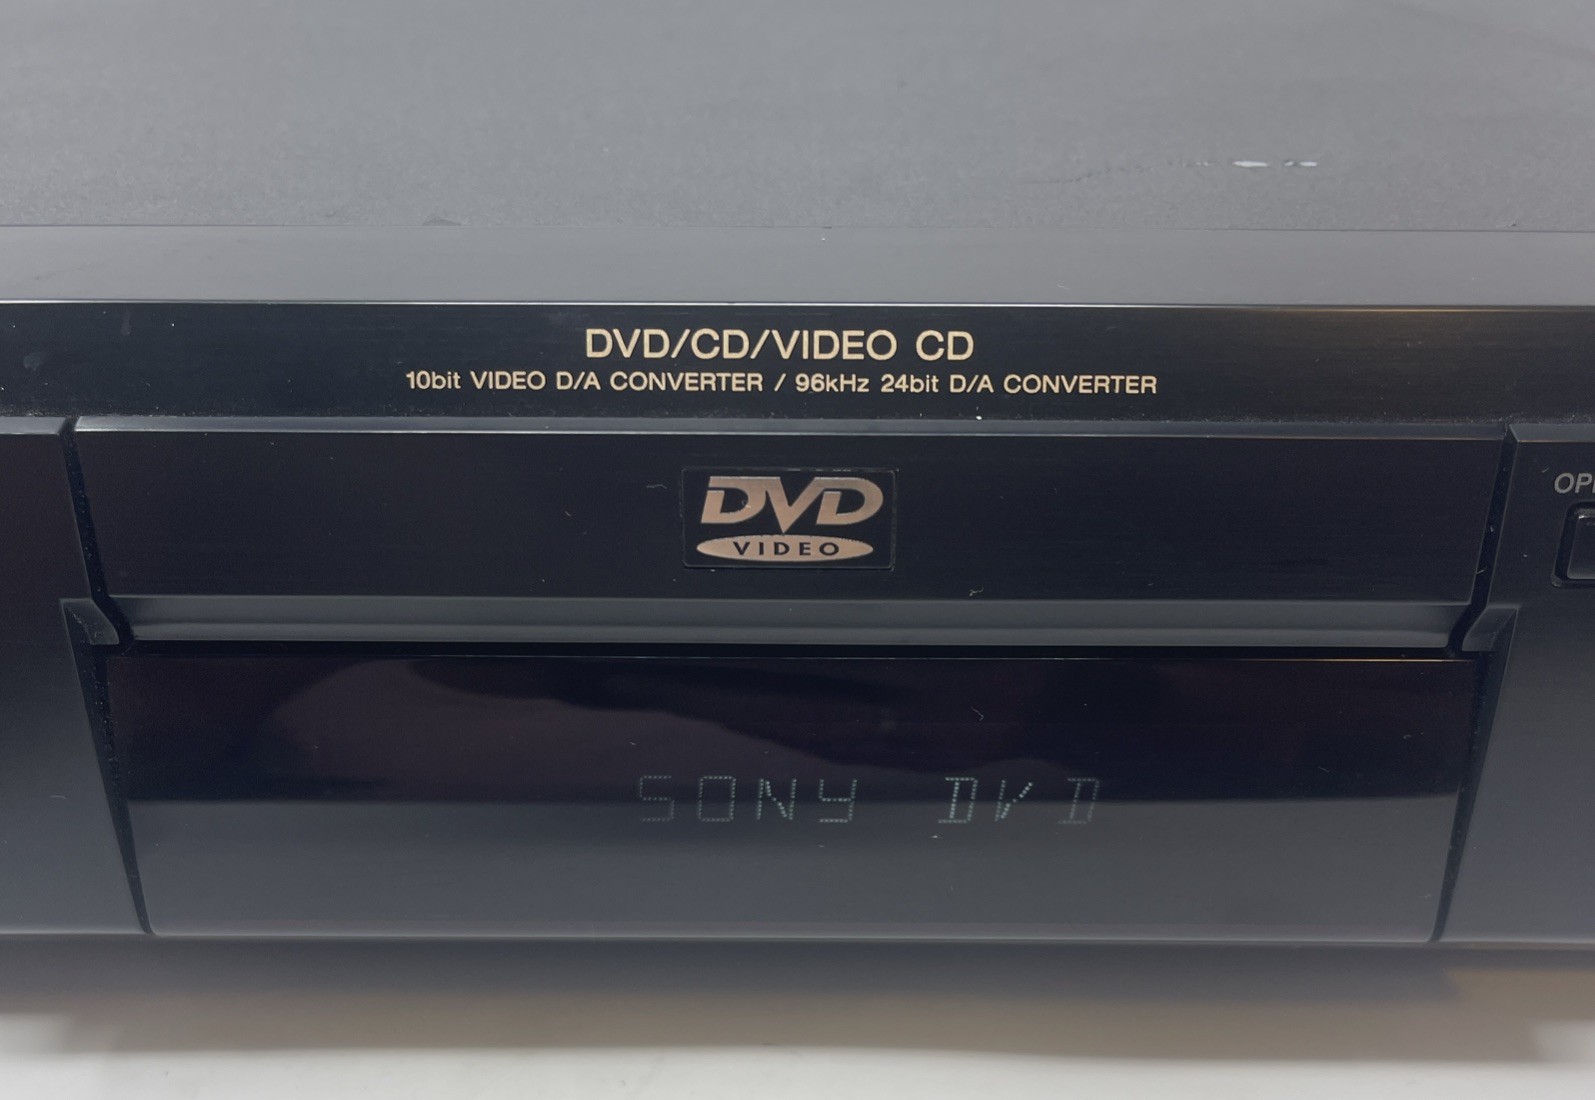 DVD/CD/VIDEO CD
10bit VIDEO D/A CONVERTER / 96kHz 24bit D/A CONVERTER
DVD
VIDEO
SONY DVD